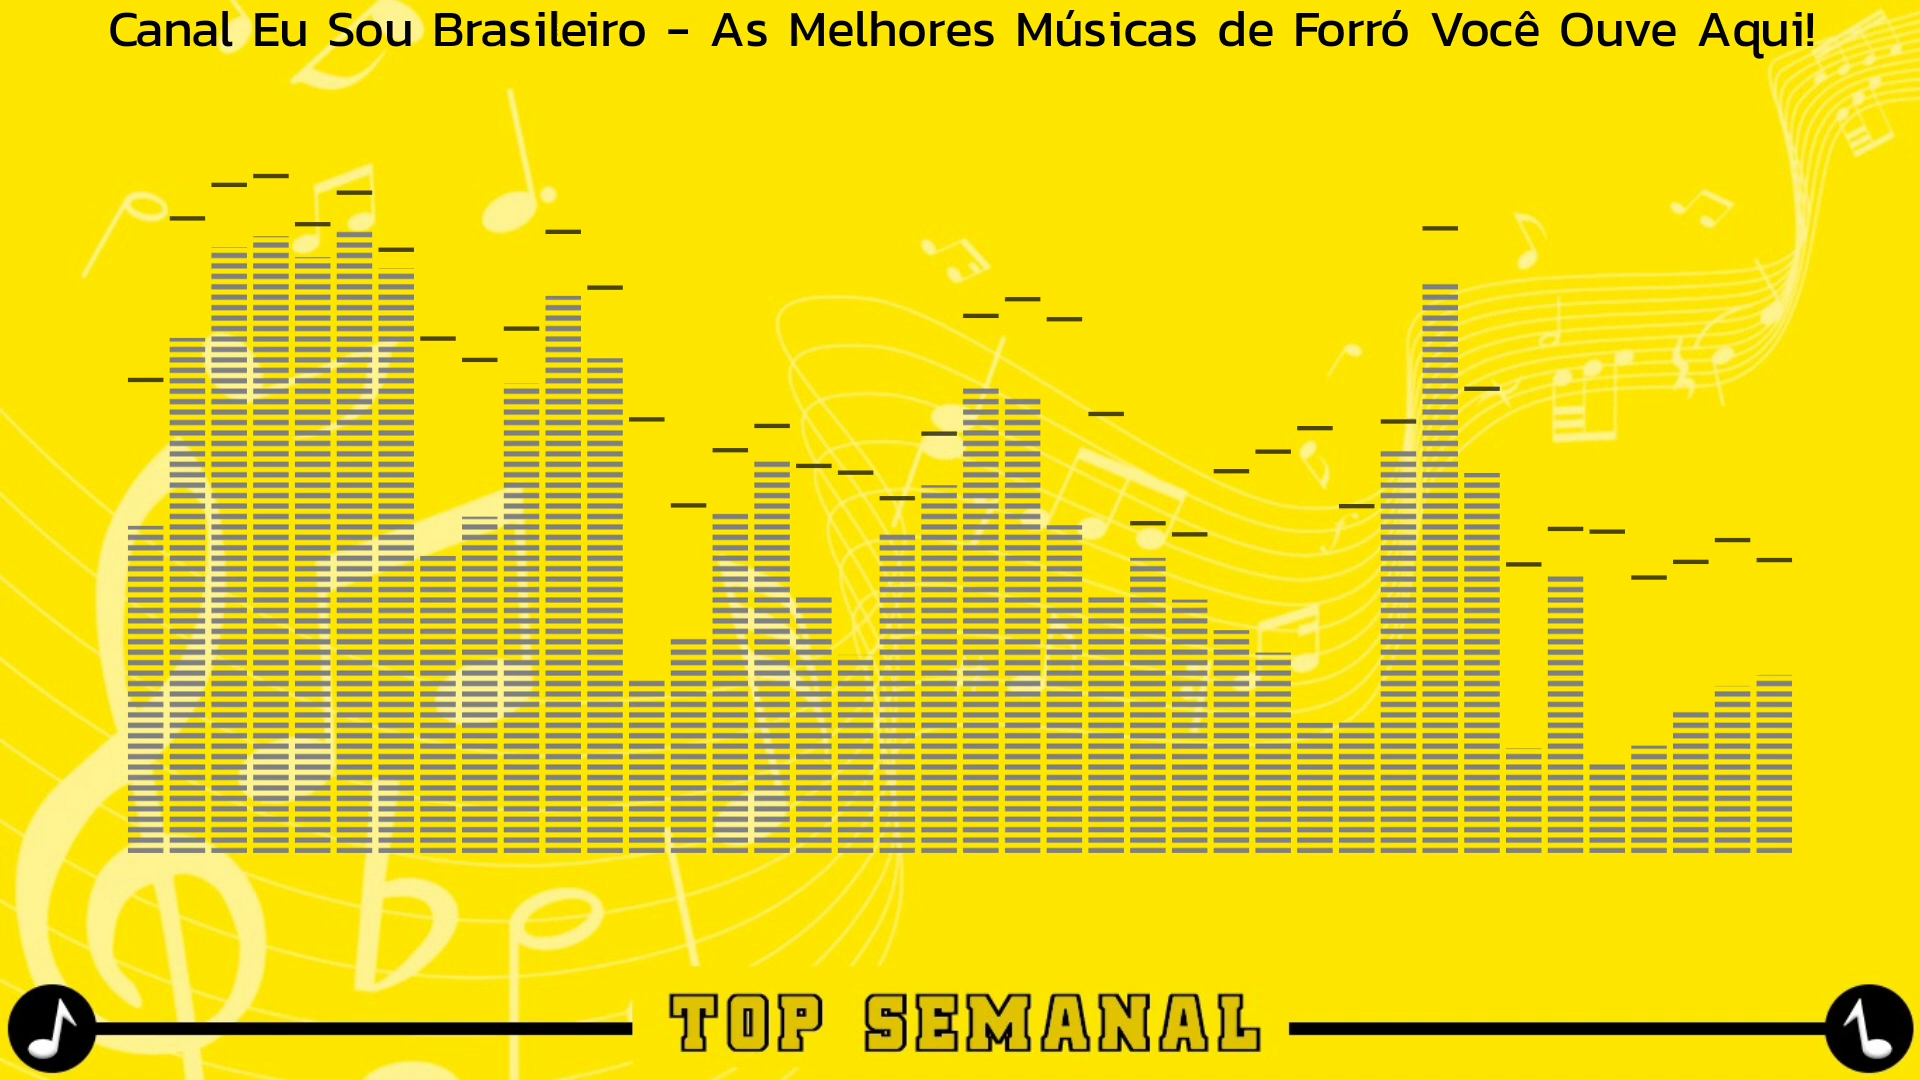 Canal Eu Sou Brasileiro - As Melhores Músicas de Forró Você Ouve Aqui!
TOP SEMANAL